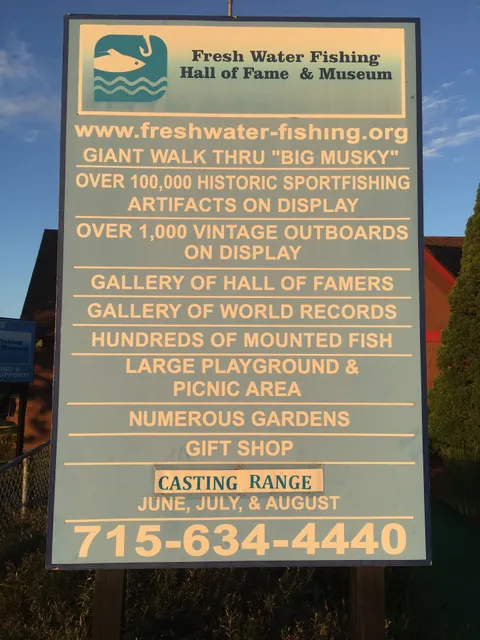 Fresh Water Fishing
Hall of Fame & Museum
www.freshwater-fishing.org
GIANT WALK THRU "BIG MUSKY"
OVER 100,000 HISTORIC SPORTFISHING
ARTIFACTS ON DISPLAY
OVER 1,000 VINTAGE OUTBOARDS
ON DISPLAY
GALLERY OF HALL OF FAMERS
GALLERY OF WORLD RECORDS
HUNDREDS OF MOUNTED FISH
LARGE PLAYGROUND &
PICNIC AREA
NUMEROUS GARDENS
GIFT SHOP
CASTING RANGE
JUNE, JULY, & AUGUST
715-634-4440